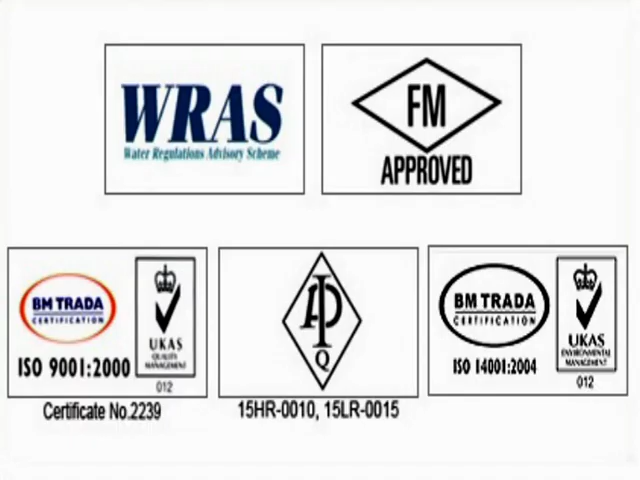 WRAS
Water Regulations Advisory Scheme
FM
APPROVED
BM TRADA
CERTIFICATION
ISO 9001:2000
UKAS
QUALITY
MANAGEMENT
012
Certificate No.2239
API
Q
15HR-0010, 15LR-0015
BM TRADA
CERTIFICATION
ISO 14001:2004
UKAS
ENVIRONMENTAL
MANAGEMENT
012